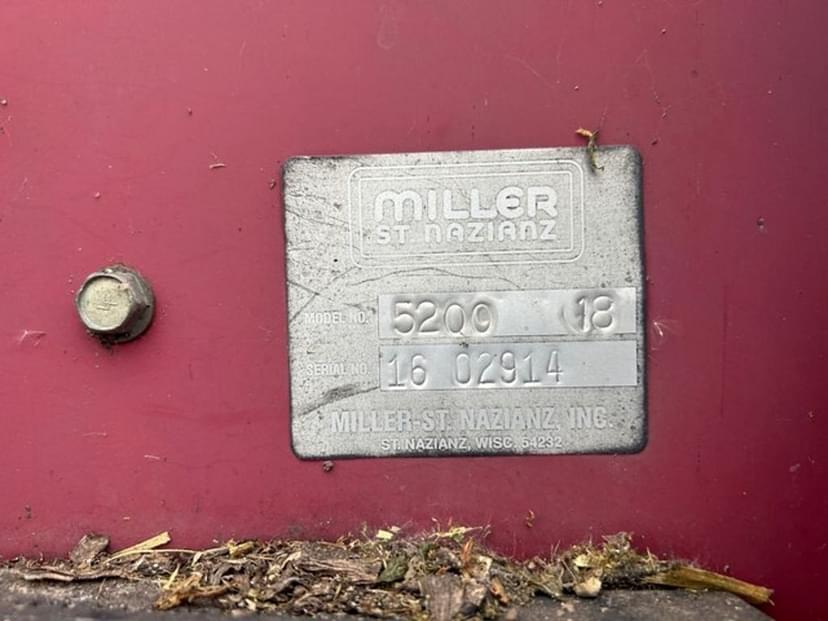 MILLER
ST. NAZIANZ
MODEL NO. 5200 18
SERIAL NO. 16 02914
MILLER-ST. NAZIANZ, INC.
ST. NAZIANZ, WISC. 54232